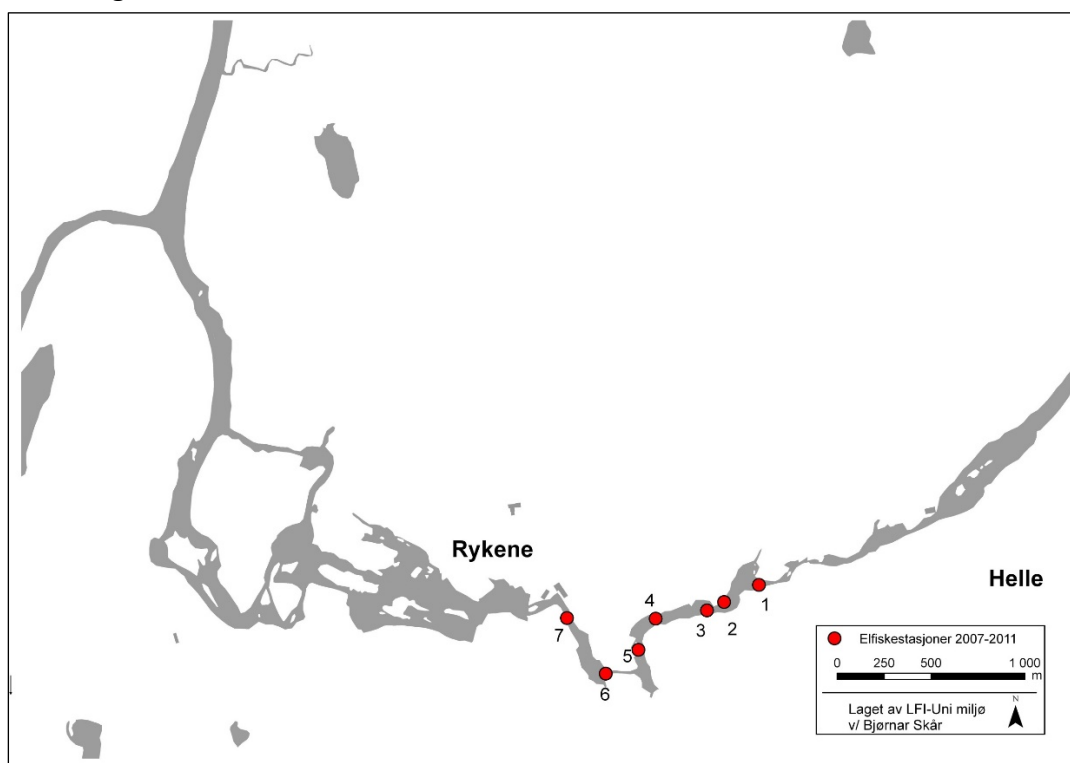 Rykene
Helle
1
2
3
4
5
6
7
Elfiskestasjoner 2007-2011
0 250 500 1 000
m
N
Laget av LFI-Uni miljø
v/ Bjørnar Skår